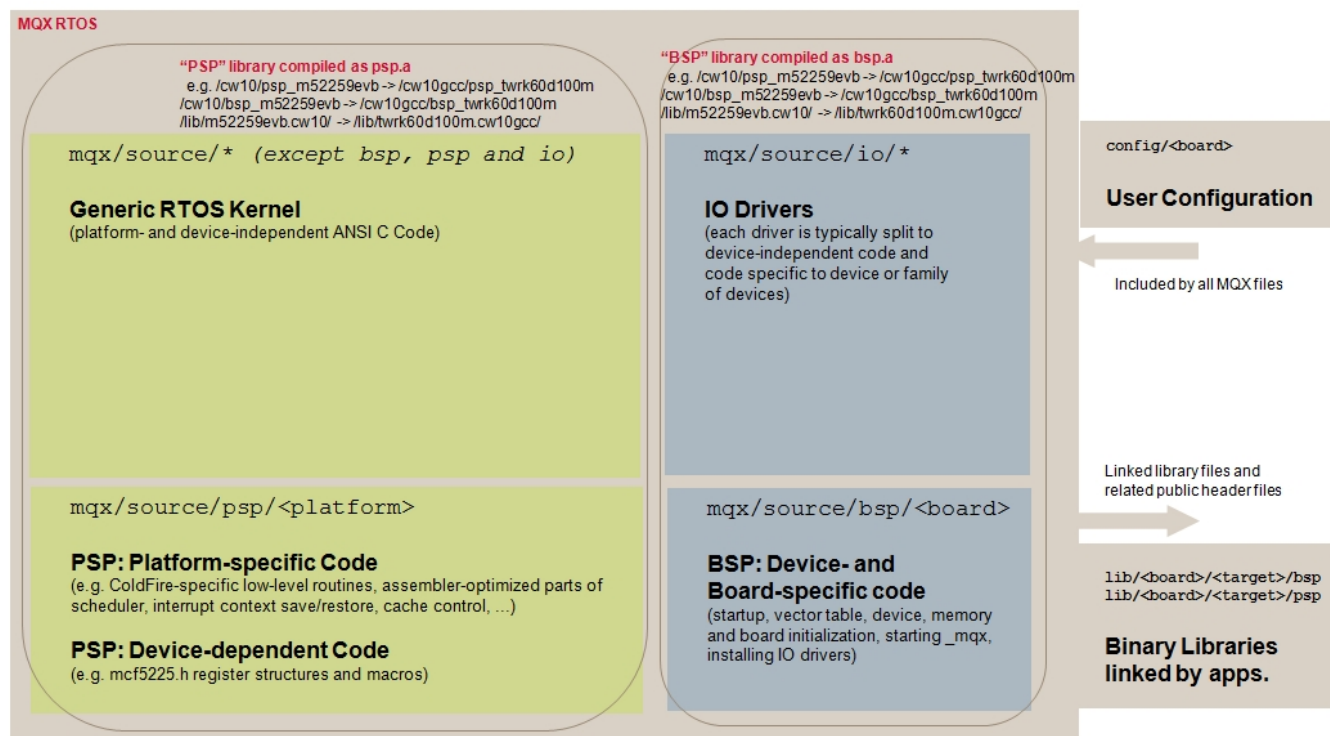 MQX RTOS
“PSP” library compiled as psp.a
e.g. /cw10/psp_m52259evb -> /cw10gcc/psp_twrk60d100m
/cw10/bsp_m52259evb -> /cw10gcc/bsp_twrk60d100m
/lib/m52259evb.cw10/ -> /lib/twrk60d100m.cw10gcc/
mqx/source/* (except bsp, psp and io)
Generic RTOS Kernel
(platform- and device-independent ANSI C Code)
mqx/source/psp/<platform>
PSP: Platform-specific Code
(e.g. ColdFire-specific low-level routines, assembler-optimized parts of
scheduler, interrupt context save/restore, cache control, ...)
PSP: Device-dependent Code
(e.g. mcf5225.h register structures and macros)
“BSP” library compiled as bsp.a
e.g. /cw10/psp_m52259evb -> /cw10gcc/psp_twrk60d100m
/cw10/bsp_m52259evb -> /cw10gcc/bsp_twrk60d100m
/lib/m52259evb.cw10/ -> /lib/twrk60d100m.cw10gcc/
mqx/source/io/*
IO Drivers
(each driver is typically split to
device-independent code and
code specific to device or family
of devices)
mqx/source/bsp/<board>
BSP: Device- and
Board-specific code
(startup, vector table, device, memory
and board initialization, starting _mqx,
installing IO drivers)
config/<board>
User Configuration
Included by all MQX files
Linked library files and
related public header files
lib/<board>/<target>/bsp
lib/<board>/<target>/psp
Binary Libraries
linked by apps.